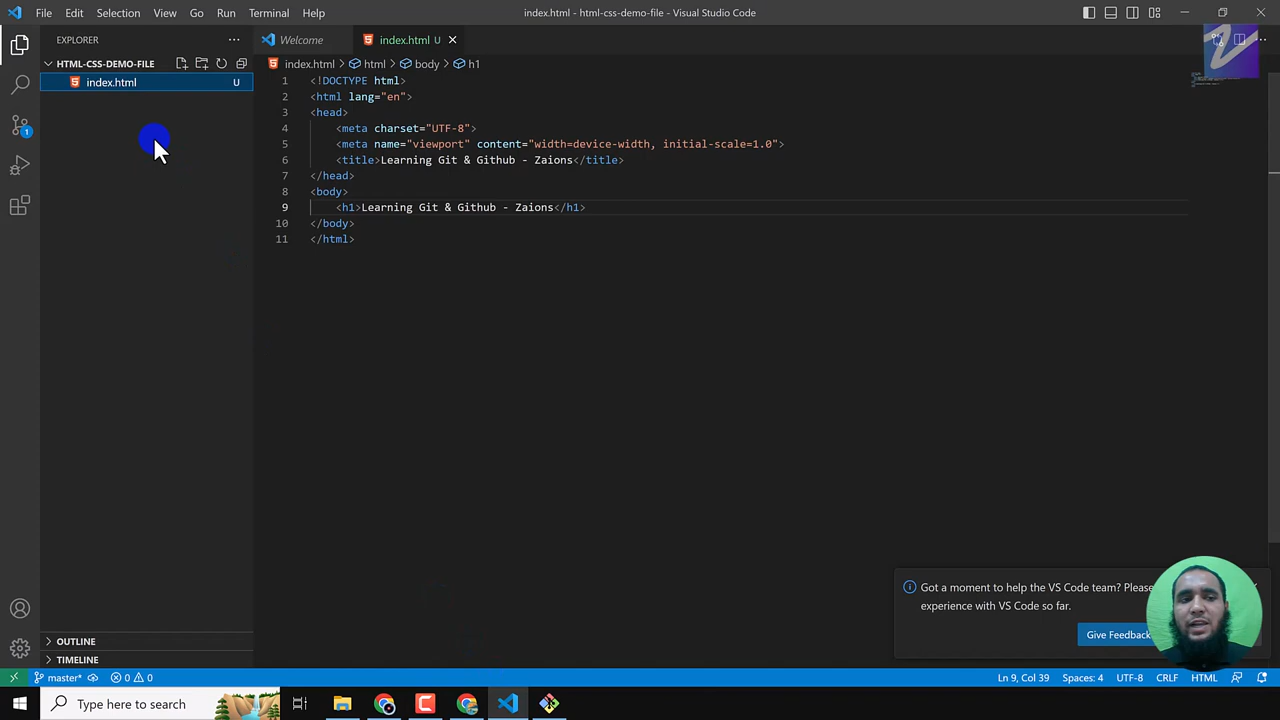 File Edit Selection View Go Run Terminal Help
index.html - html-css-demo-file - Visual Studio Code
EXPLORER
Welcome
index.html U
HTML-CSS-DEMO-FILE
index.html > html > body > h1
index.html U
1 <!DOCTYPE html>
2 <html lang="en">
3 <head>
4 <meta charset="UTF-8">
5 <meta name="viewport" content="width=device-width, initial-scale=1.0">
6 <title>Learning Git & Github - Zaions</title>
7 </head>
8 <body>
9 <h1>Learning Git & Github - Zaions</h1>
10 </body>
11 </html>
1
Got a moment to help the VS Code team? Please
experience with VS Code so far.
Give Feedback
OUTLINE
TIMELINE
master* 0 0
Ln 9, Col 39 Spaces: 4 UTF-8 CRLF HTML
Type here to search